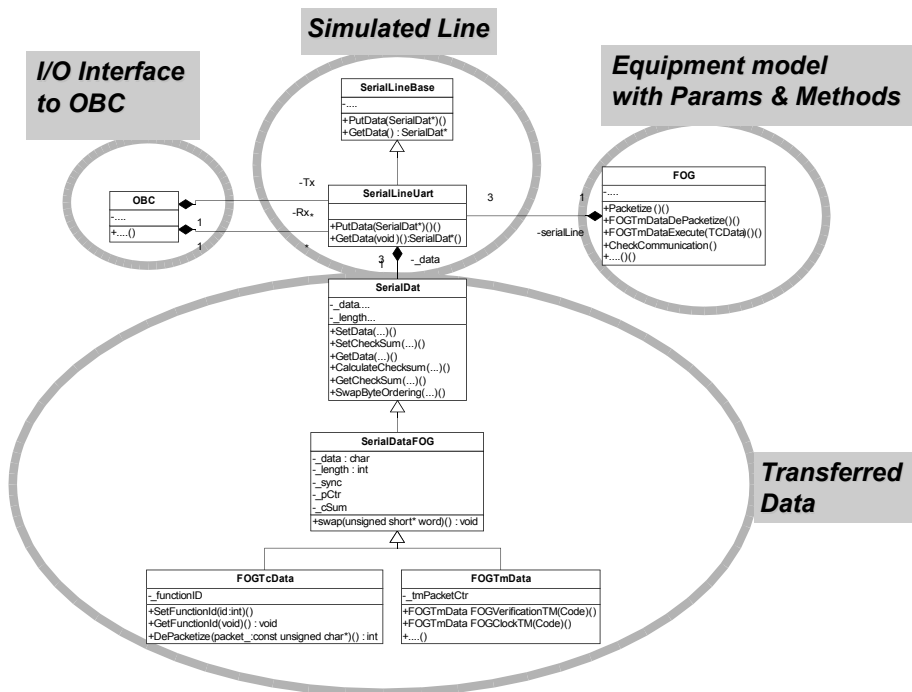 Simulated Line
I/O Interface
to OBC
Equipment model
with Params & Methods
SerialLineBase
-....
+PutData(SerialDat*)()
+GetData() : SerialDat*
OBC
-....
+....()
-Tx
-Rx
*
1
1
*
SerialLineUart
+PutData(SerialDat*)()()
+GetData(void)():SerialDat*()
3
1
-serialLine
FOG
-....
+Packetize()()
+FOGTmDataDePacketize()()
+FOGTmDataExecute(TCData)()()
+CheckCommunication()
+....()()
3
1
-_data
SerialDat
-_data....
-_length...
+SetData(...)()
+SetCheckSum(...)()
+GetData(...)()
+CalculateChecksum(...)()
+GetCheckSum(...)()
+SwapByteOrdering(...)()
SerialDataFOG
-_data : char
-_length : int
-_sync
-_pCtr
-_cSum
+swap(unsigned short* word)() : void
Transferred
Data
FOGTcData
-_functionID
+SetFunctionId(id:int)()
+GetFunctionId(void)() : void
+DePacketize(packet_:const unsigned char*)() : int
FOGTmData
-_tmPacketCtr
+FOGTmData FOGVerificationTM(Code)()
+FOGTmData FOGClockTM(Code)()
+....()